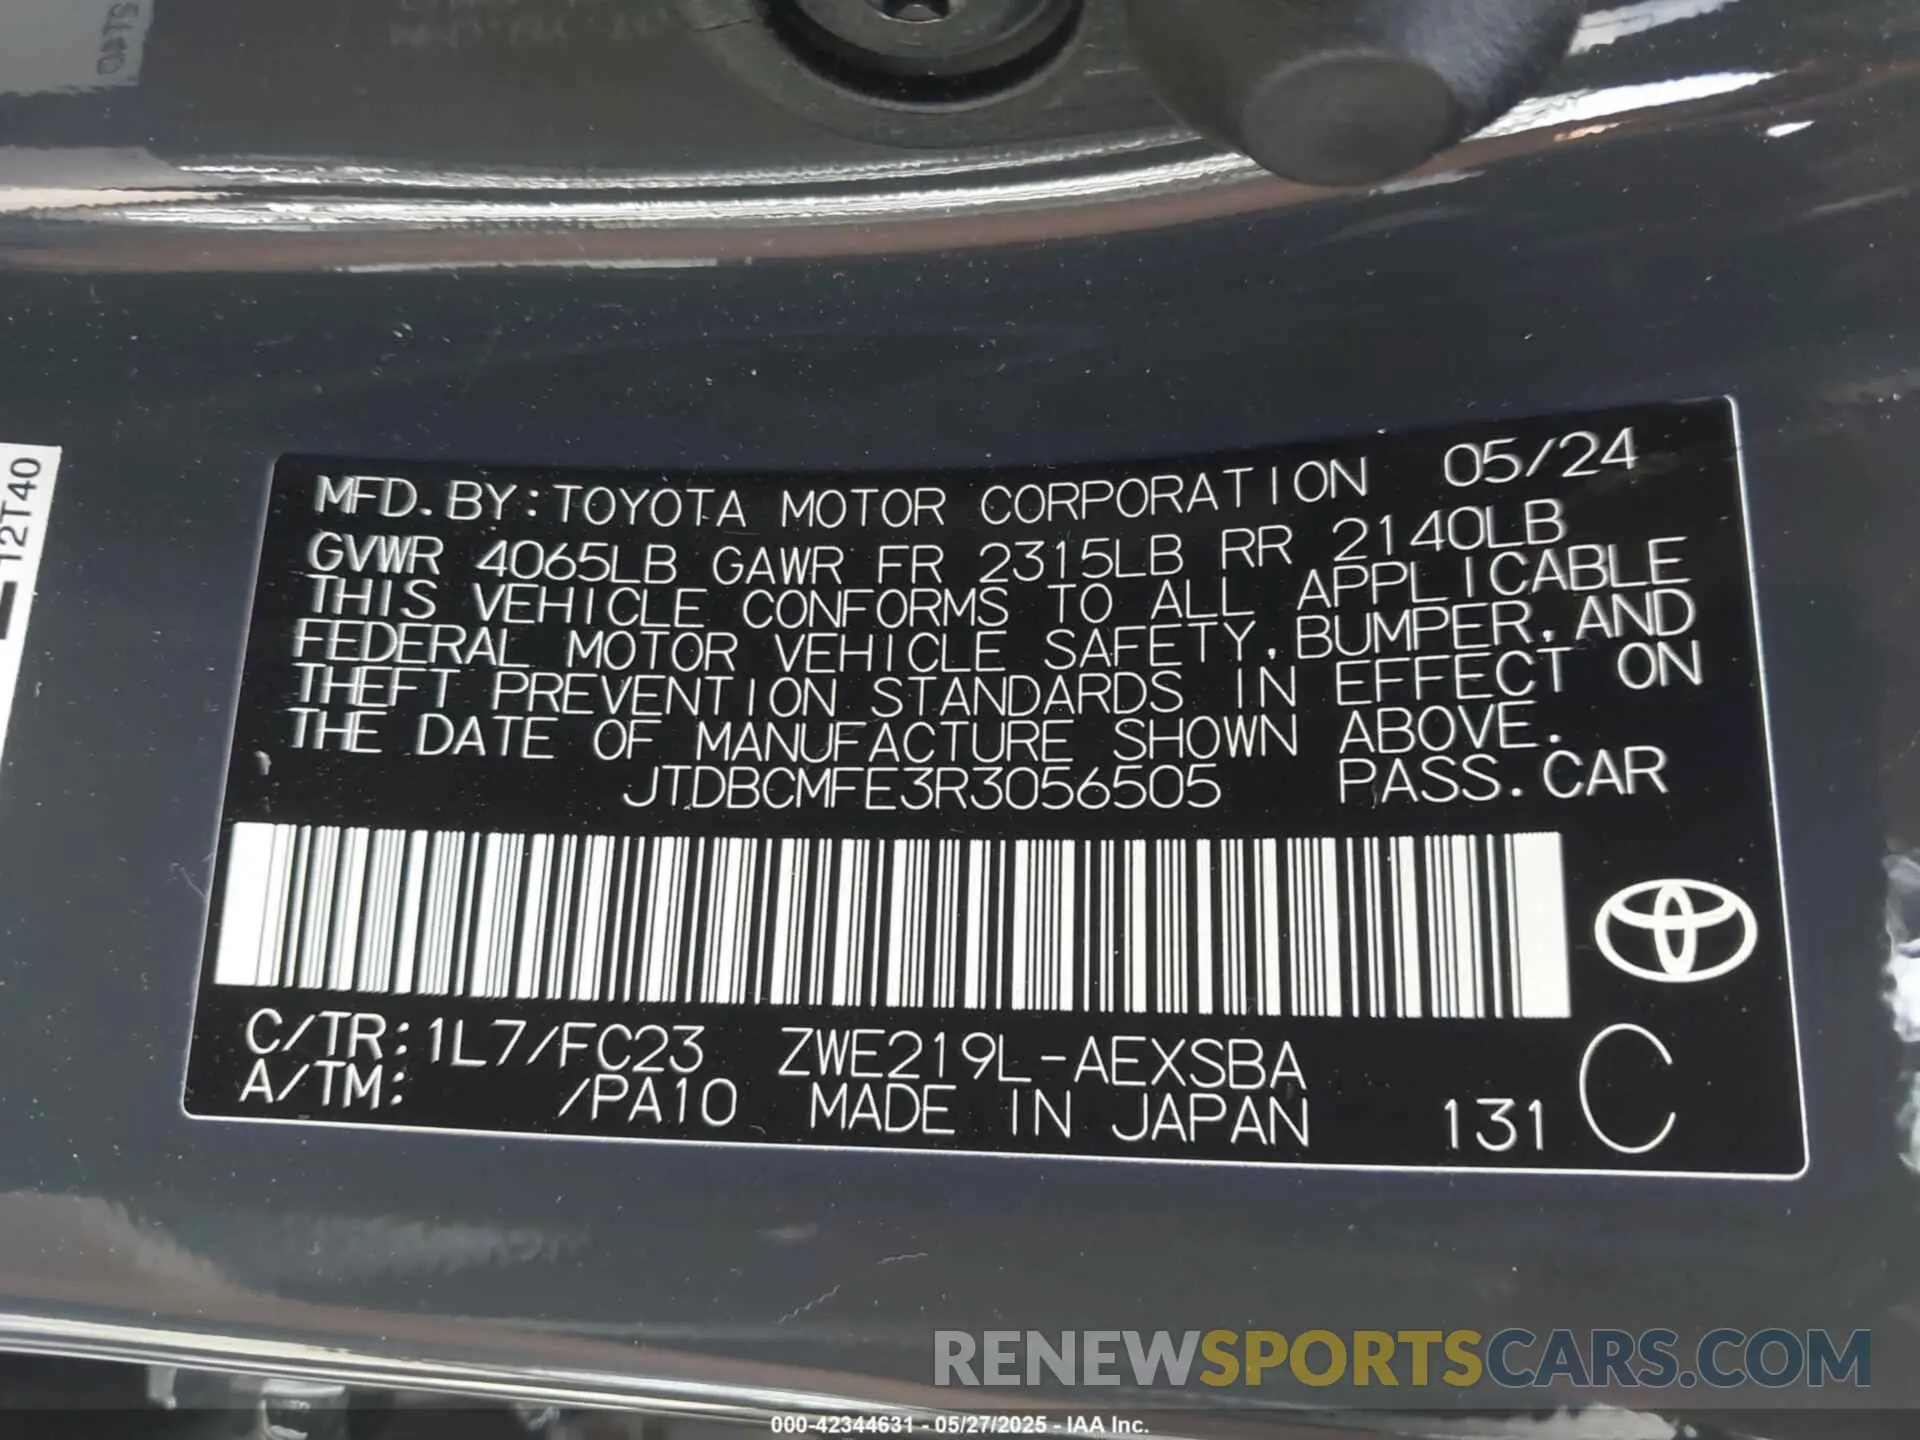 12T40
MFD. BY: TOYOTA MOTOR CORPORATION 05/24
GVWR 4065LB GAWR FR 2315LB RR 2140LB
THIS VEHICLE CONFORMS TO ALL APPLICABLE
FEDERAL MOTOR VEHICLE SAFETY, BUMPER, AND
THEFT PREVENTION STANDARDS IN EFFECT ON
THE DATE OF MANUFACTURE SHOWN ABOVE.
JTDBCMFE3R3056505 PASS. CAR
C/TR: 1L7/FC23 ZWE219L-AEXSBA
A/TM: /PA10 MADE IN JAPAN 131 C
RENEWSPORTSCARS.COM
000-42344631 - 05/27/2025 - IAA Inc.